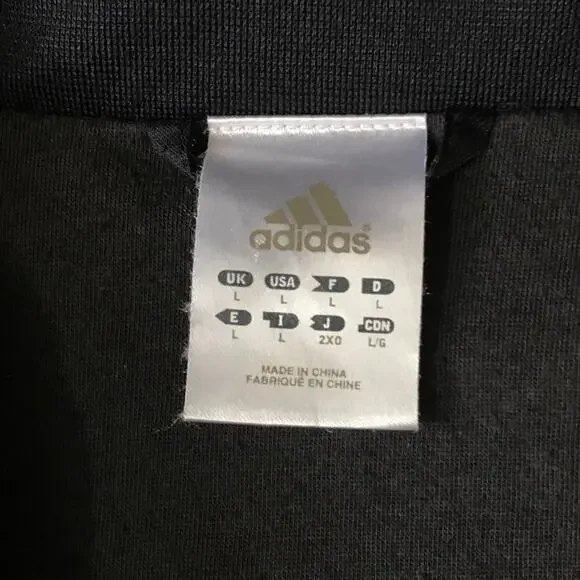 adidas®
UK USA F D
L L L L
E I J CDN
L L 2XO L/G
MADE IN CHINA
FABRIQUÉ EN CHINE